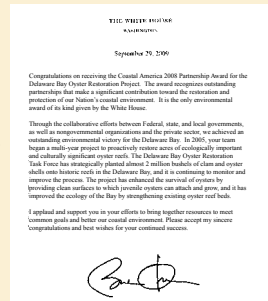 THE WHITE HOUSE
WASHINGTON
September 29, 2009
Congratulations on receiving the Coastal America 2008 Partnership Award for the
Delaware Bay Oyster Restoration Project. The award recognizes outstanding
partnerships that make a significant contribution toward the restoration and
protection of our Nation's coastal environment. It is the only environmental
award of its kind given by the White House.
Through the collaborative efforts between Federal, state, and local governments,
as well as nongovernmental organizations and the private sector, we achieved an
outstanding environmental victory for the Delaware Bay. In 2005, your team
began a multi-year project to proactively restore acres of ecologically important
and culturally significant oyster reefs. The Delaware Bay Oyster Restoration
Task Force has strategically planted almost 2 million bushels of clam and oyster
shells onto historic reefs in the Delaware Bay, and it is continuing to monitor and
improve the process. The project has enhanced the survival of oysters by
providing clean surfaces to which juvenile oysters can attach and grow, and it has
improved the ecology of the Bay by strengthening existing oyster reef beds.
I applaud and support you in your efforts to bring together resources to meet
common goals and better our coastal environment. Please accept my sincere
congratulations and best wishes for your continued success.